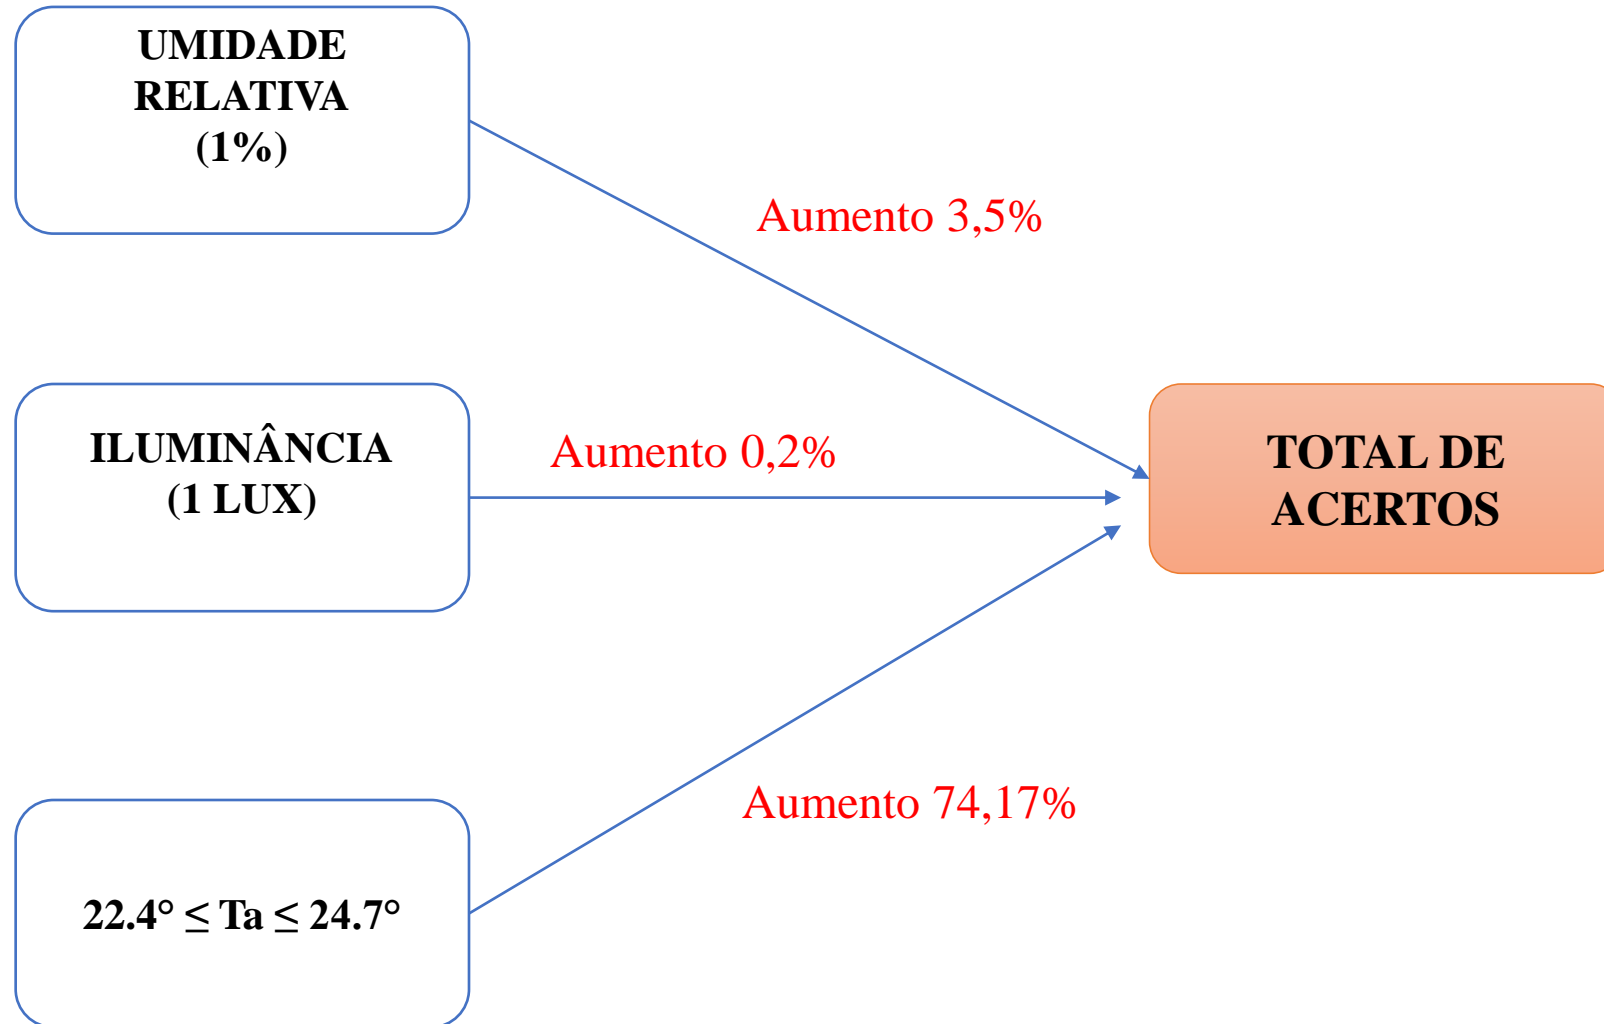 UMIDADE
RELATIVA
(1%)
Aumento 3,5%
ILUMINÂNCIA
(1 LUX)
Aumento 0,2%
TOTAL DE
ACERTOS
Aumento 74,17%
22.4° ≤ Ta ≤ 24.7°